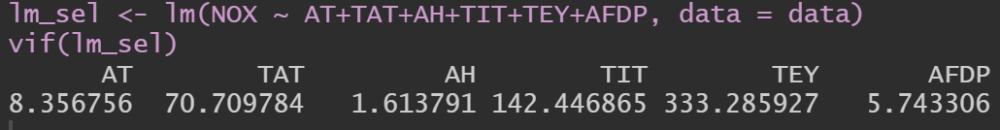 lm_sel <- lm(NOX ~ AT+TAT+AH+TIT+TEY+AFDP, data = data)
vif(lm_sel)
AT TAT AH TIT TEY AFDP
8.356756 70.709784 1.613791 142.446865 333.285927 5.743306